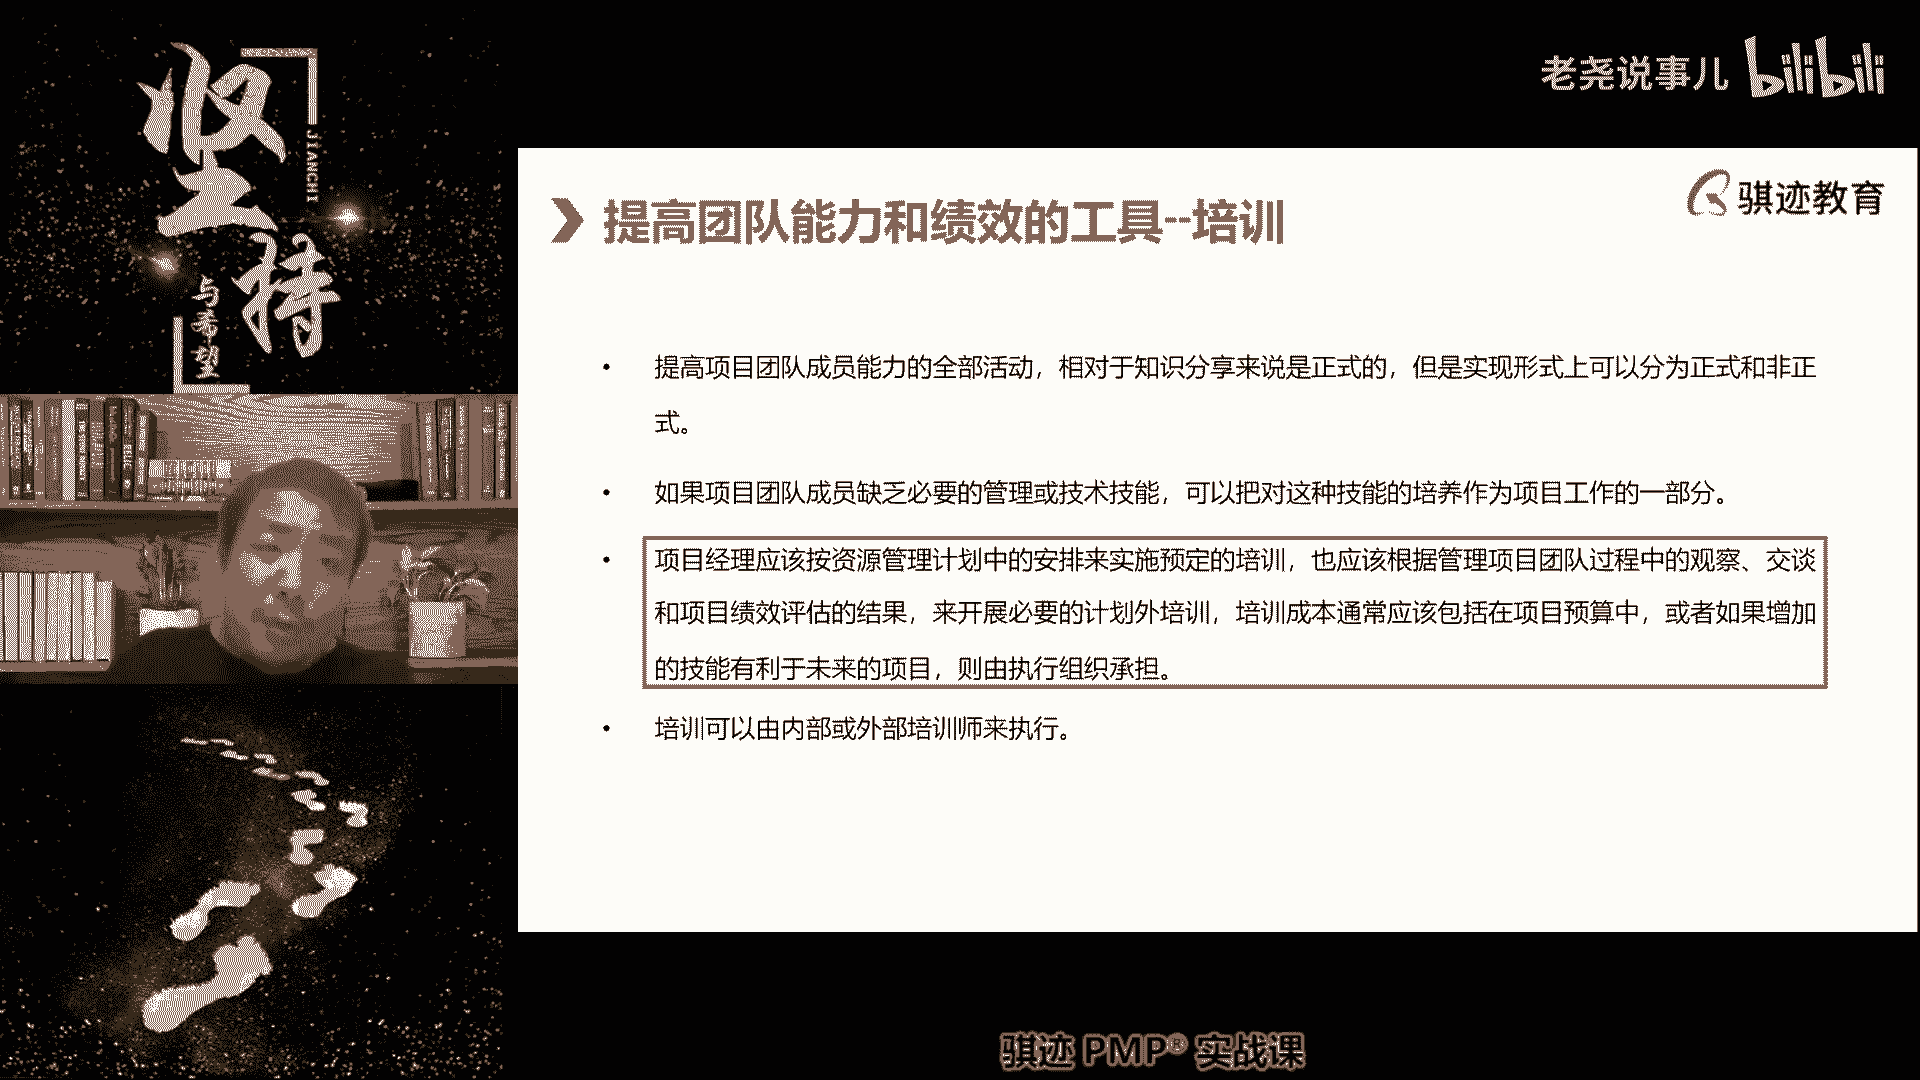 坚持
JIANCHI
与希望
老尧说事儿 bilibili
骐迹教育
提高团队能力和绩效的工具--培训
• 提高项目团队成员能力的全部活动，相对于知识分享来说是正式的，但是实现形式上可以分为正式和非正
式。
• 如果项目团队成员缺乏必要的管理或技术技能，可以把对这种技能的培养作为项目工作的一部分。
• 项目经理应该按资源管理计划中的安排来实施预定的培训，也应该根据管理项目团队过程中的观察、交谈
和项目绩效评估的结果，来开展必要的计划外培训，培训成本通常应该包括在项目预算中，或者如果增加
的技能有利于未来的项目，则由执行组织承担。
• 培训可以由内部或外部培训师来执行。
骐迹 PMP® 实战课